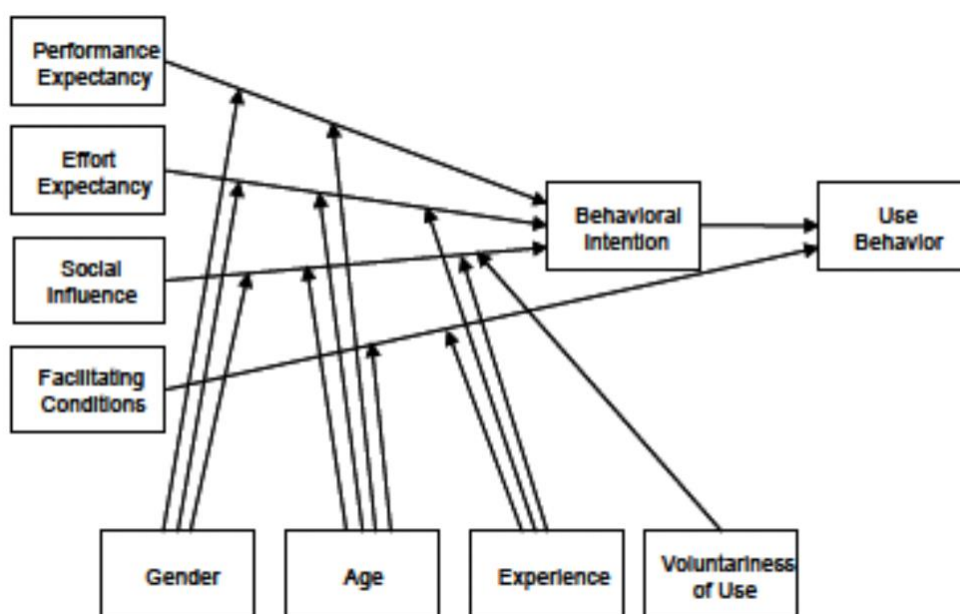 Performance
Expectancy
Effort
Expectancy
Social
Influence
Facilitating
Conditions
Behavioral
Intention
Use
Behavior
Gender
Age
Experience
Voluntariness
of Use